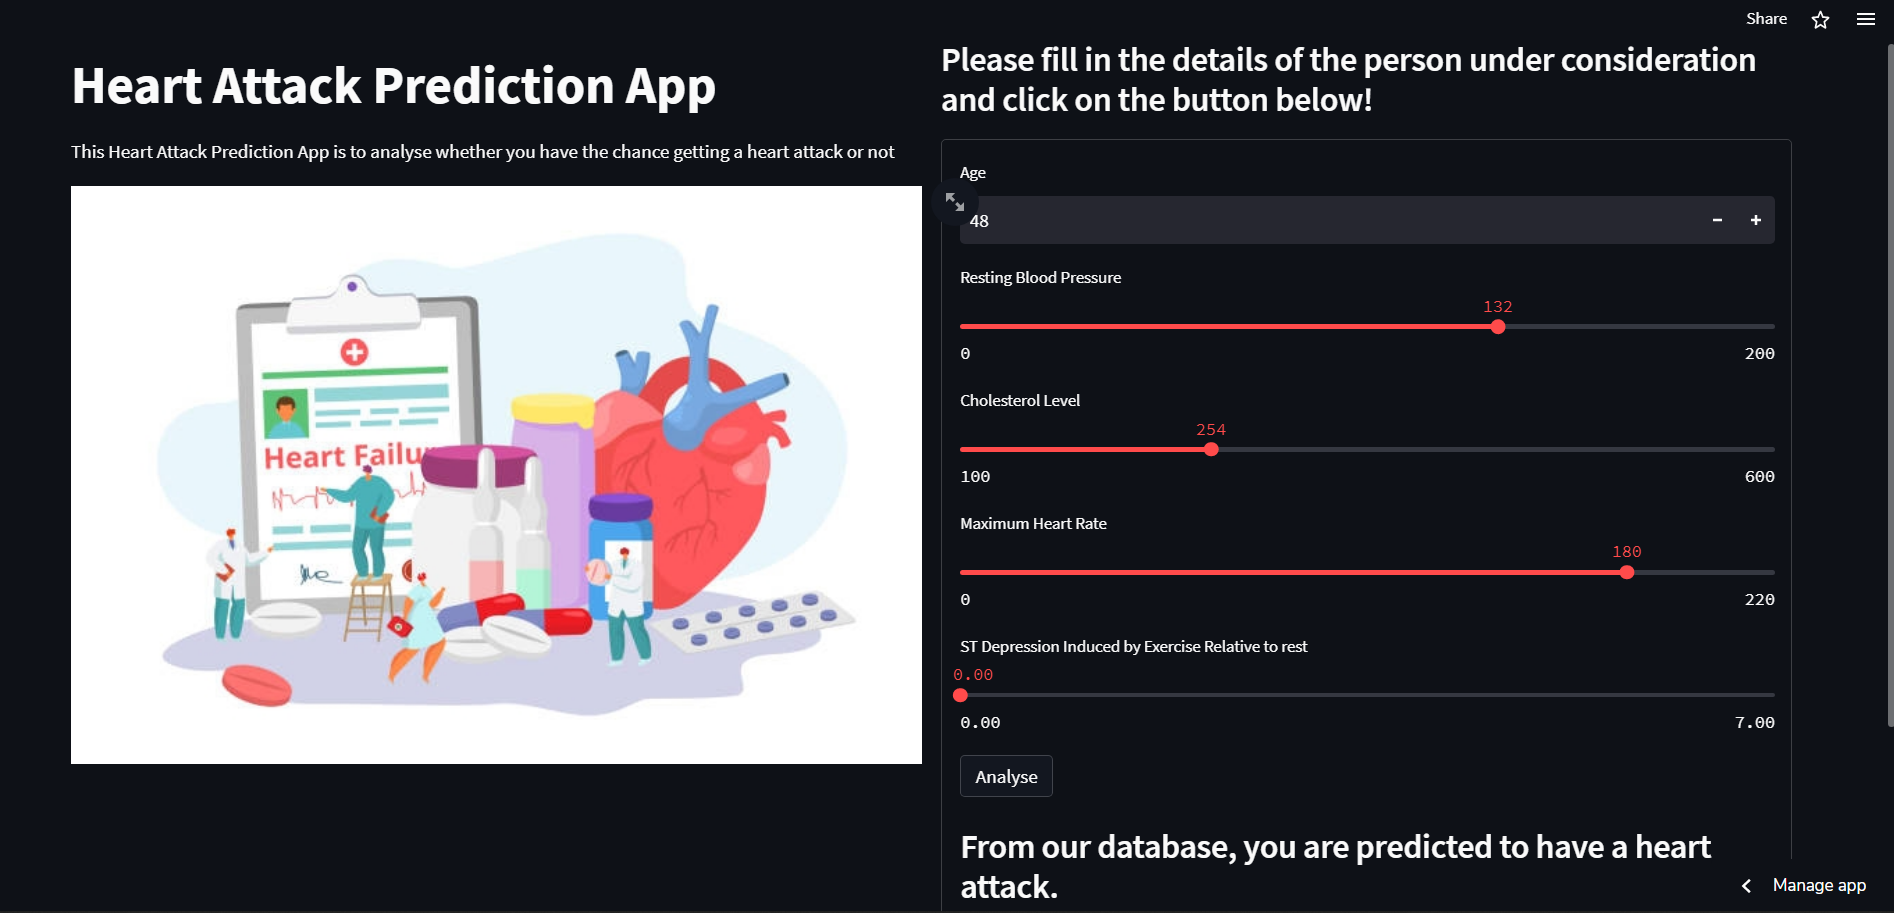 Share
Heart Attack Prediction App
This Heart Attack Prediction App is to analyse whether you have the chance getting a heart attack or not
Heart Failu
Please fill in the details of the person under consideration
and click on the button below!
Age
48
Resting Blood Pressure
132
0 200
Cholesterol Level
254
100 600
Maximum Heart Rate
180
0 220
ST Depression Induced by Exercise Relative to rest
0.00
0.00 7.00
Analyse
From our database, you are predicted to have a heart
attack.
Manage app